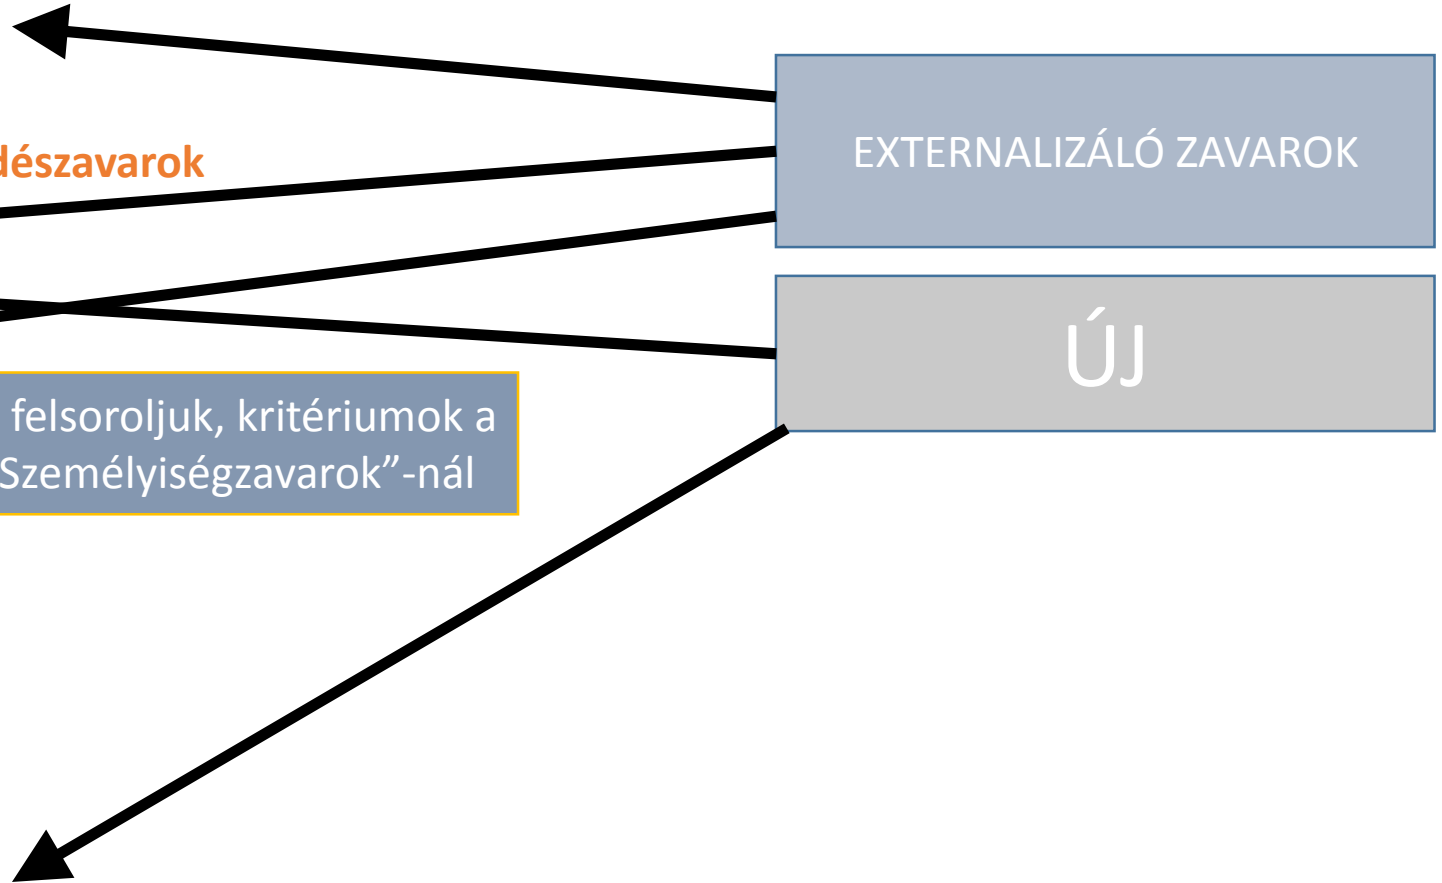 EXTERNALIZÁLÓ ZAVAROK
dészavarok
ÚJ
felsoroljuk, kritériumok a
Személyiségzavarok”-nál